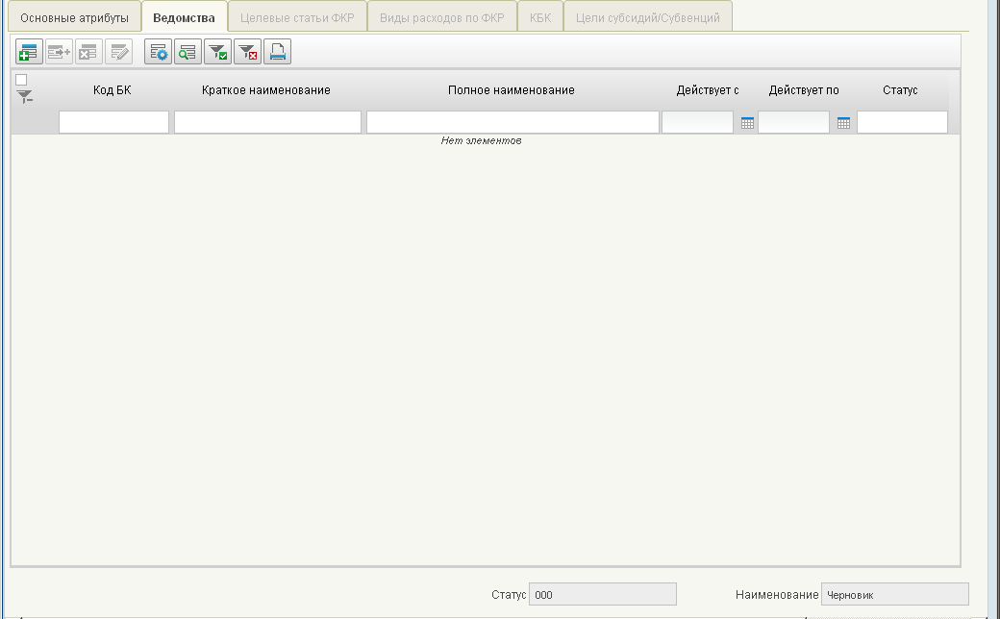 Основные атрибуты Ведомства Целевые статьи ФКР Виды расходов по ФКР КБК Цели субсидий/Субвенций
Код БК Краткое наименование Полное наименование Действует с Действует по Статус
Нет элементов
Статус 000 Наименование Черновик